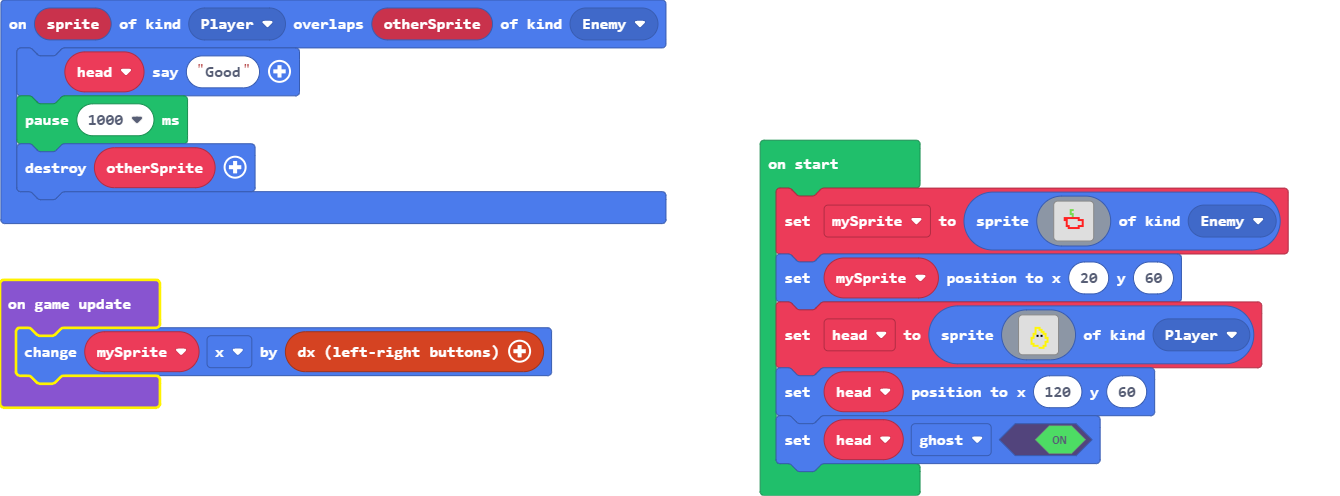 on sprite of kind Player overlaps otherSprite of kind Enemy
head say "Good"
pause 1000 ms
destroy otherSprite
on game update
change mySprite x by dx (left-right buttons)
on start
set mySprite to sprite of kind Enemy
set mySprite position to x 20 y 60
set head to sprite of kind Player
set head position to x 120 y 60
set head ghost ON